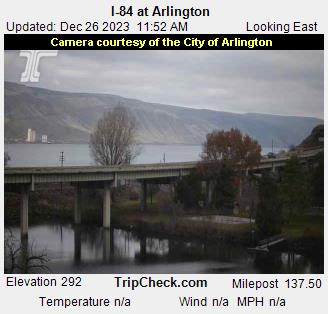 I-84 at Arlington
Updated: Dec 26 2023 11:52 AM Looking East
Camera courtesy of the City of Arlington
Elevation 292 TripCheck.com Milepost 137.50
Temperature n/a Wind n/a MPH n/a